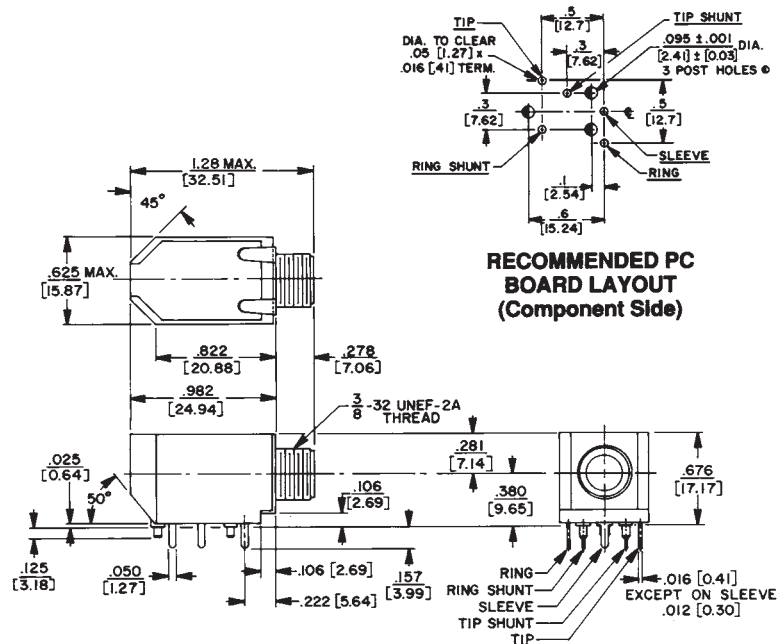 TIP
.5
[12.7]
TIP SHUNT
DIA. TO CLEAR
.05 [1.27] x
.016 [.41] TERM.
.3
[7.62]
.095 ±.001 DIA.
[2.41] ± [0.03]
3 POST HOLES
.3
[7.62]
.5
[12.7]
RING SHUNT
SLEEVE
RING
.1
[2.54]
.6
[15.24]
RECOMMENDED PC
BOARD LAYOUT
(Component Side)
1.28 MAX.
[32.51]
45°
.625 MAX.
[15.87]
.822
[20.88]
.278
[7.06]
.982
[24.94]
3/8 -32 UNEF-2A
THREAD
.025
[0.64]
50°
.106
[2.69]
.281
[7.14]
.380
[9.65]
.676
[17.17]
.125
[3.18]
.050
[1.27]
.106 [2.69]
.222 [5.64]
.157
[3.99]
RING
RING SHUNT
SLEEVE
TIP SHUNT
TIP
.016 [0.41]
EXCEPT ON SLEEVE
.012 [0.30]